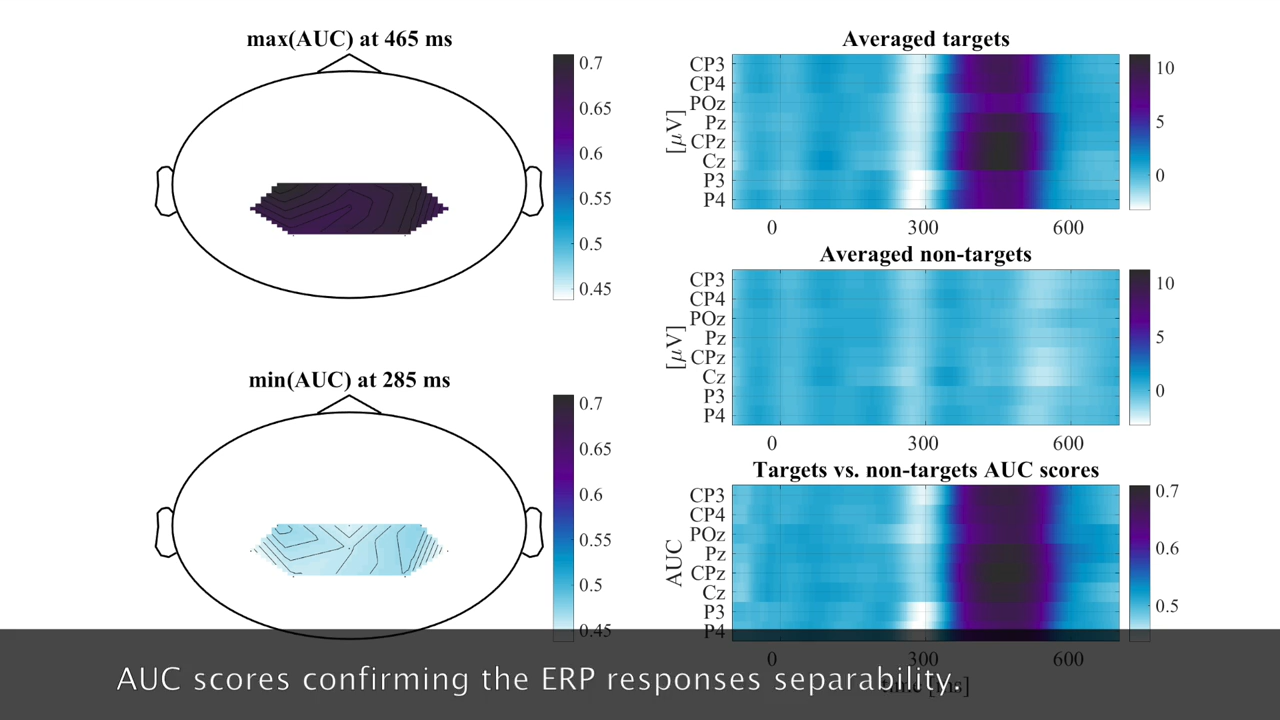 max(AUC) at 465 ms
0.7
0.65
0.6
0.55
0.5
0.45
min(AUC) at 285 ms
0.7
0.65
0.6
0.55
0.5
0.45
Averaged targets
[μV]
CP3
CP4
POz
Pz
CPz
Cz
P3
P4
0 300 600
10
5
0
Averaged non-targets
[μV]
CP3
CP4
POz
Pz
CPz
Cz
P3
P4
0 300 600
10
5
0
Targets vs. non-targets AUC scores
AUC
CP3
CP4
POz
Pz
CPz
Cz
P3
P4
0 300 600
time [ms]
0.7
0.6
0.5
AUC scores confirming the ERP responses separability.